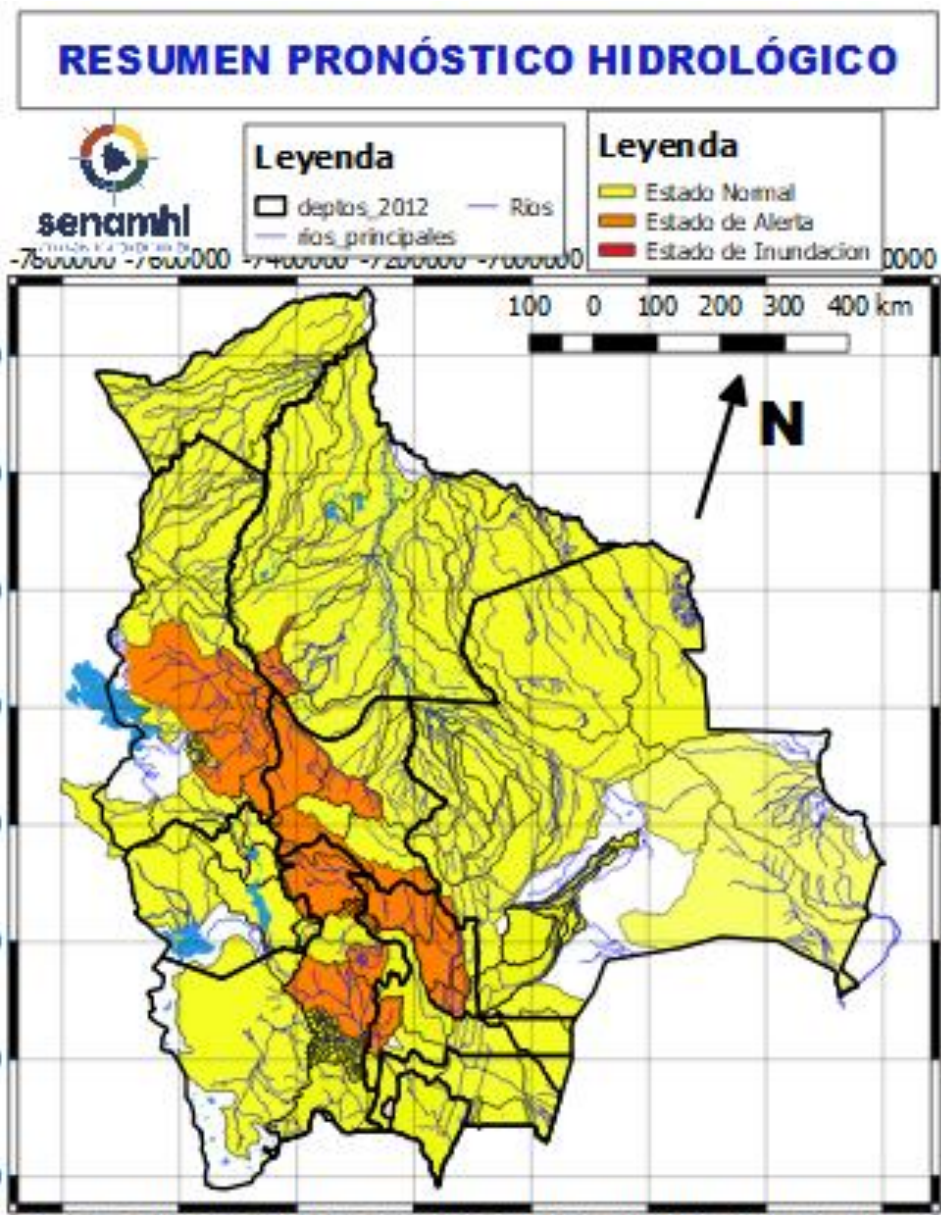 RESUMEN PRONÓSTICO HIDROLÓGICO
senamhi
Leyenda
deptos_2012
Rios
rios_principales
Leyenda
Estado Normal
Estado de Alerta
Estado de Inundacion
-7800000 -7600000 -7400000 -7200000 -7000000
0000
100 0 100 200 300 400 km
N